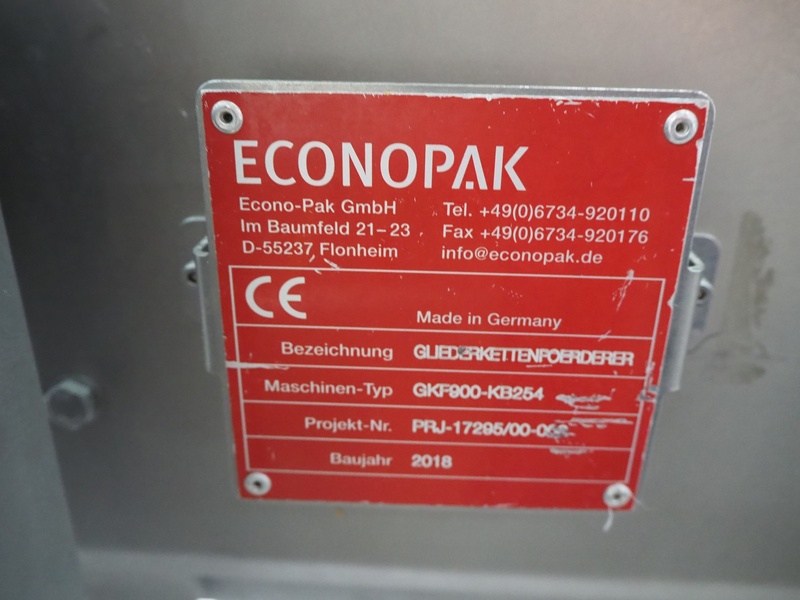 ECONOPAK
Econo-Pak GmbH
Im Baumfeld 21-23
D-55237 Flonheim
Tel. +49(0)6734-920110
Fax +49(0)6734-920176
info@econopak.de
CE
Made in Germany
Bezeichnung GLIEDERKETTENFOERDERER
Maschinen-Typ GKF900-KB254
Projekt-Nr.
Baujahr 2018